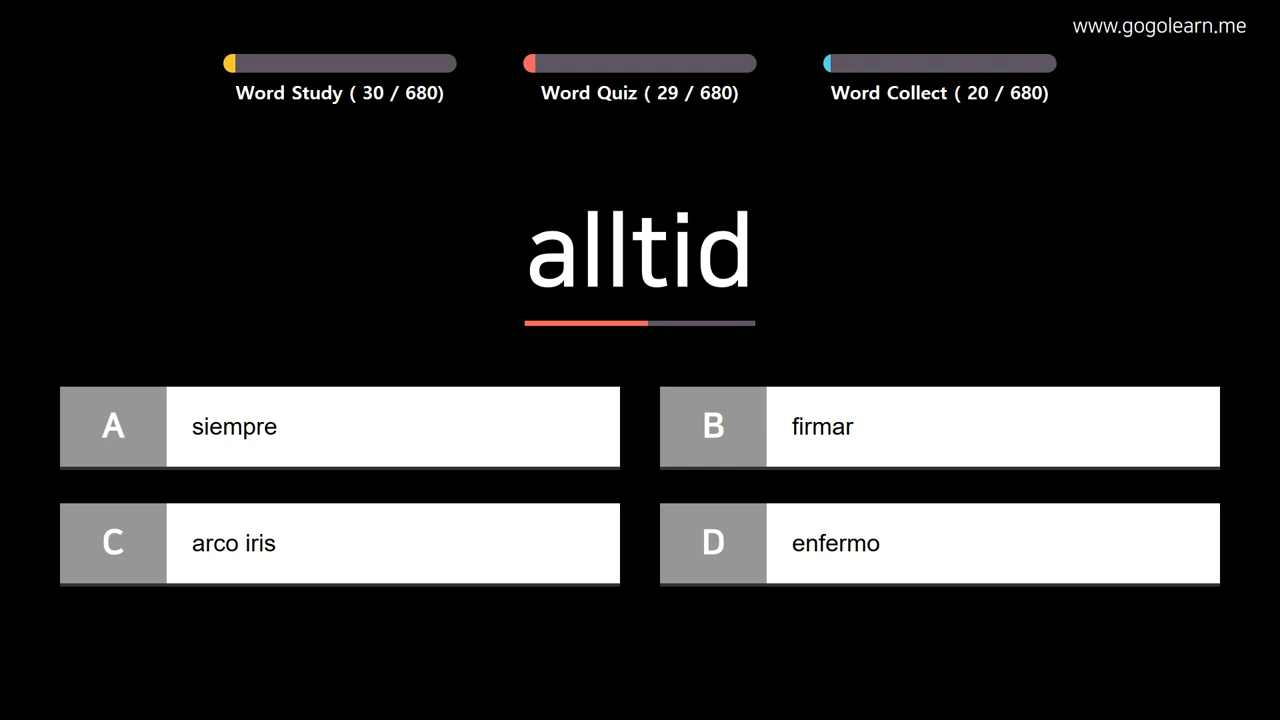 www.gogolearn.me
Word Study ( 30 / 680)
Word Quiz ( 29 / 680)
Word Collect ( 20 / 680)
alltid
A siempre
B firmar
C arco iris
D enfermo